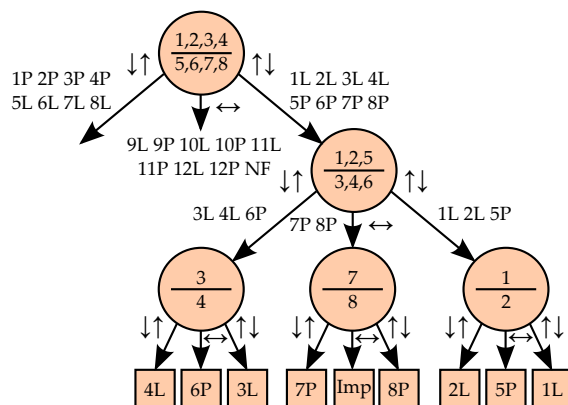 1,2,3,4
5,6,7,8
↓↑
↑↓
1P 2P 3P 4P
5L 6L 7L 8L
↔
1L 2L 3L 4L
5P 6P 7P 8P
9L 9P 10L 10P 11L
11P 12L 12P NF
1,2,5
3,4,6
↓↑
↑↓
3L 4L 6P
7P 8P
↔
1L 2L 5P
3
4
7
8
1
2
↓↑ ↔ ↑↓
↓↑ ↔ ↑↓
↓↑ ↔ ↑↓
4L 6P 3L
7P Imp 8P
2L 5P 1L